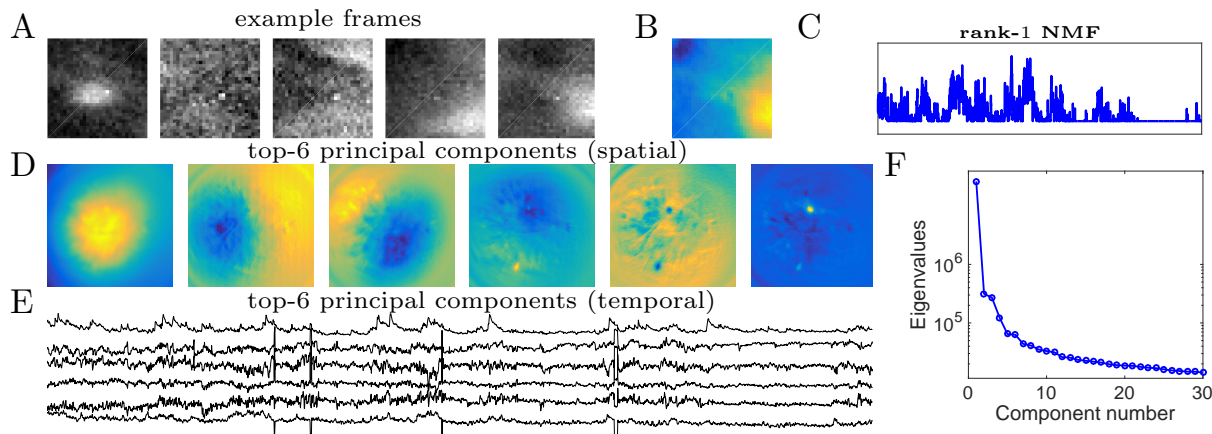 A
example frames
B
C
rank-1 NMF
D
top-6 principal components (spatial)
E
top-6 principal components (temporal)
F
Eigenvalues
10^6
10^5
0
10
20
30
Component number